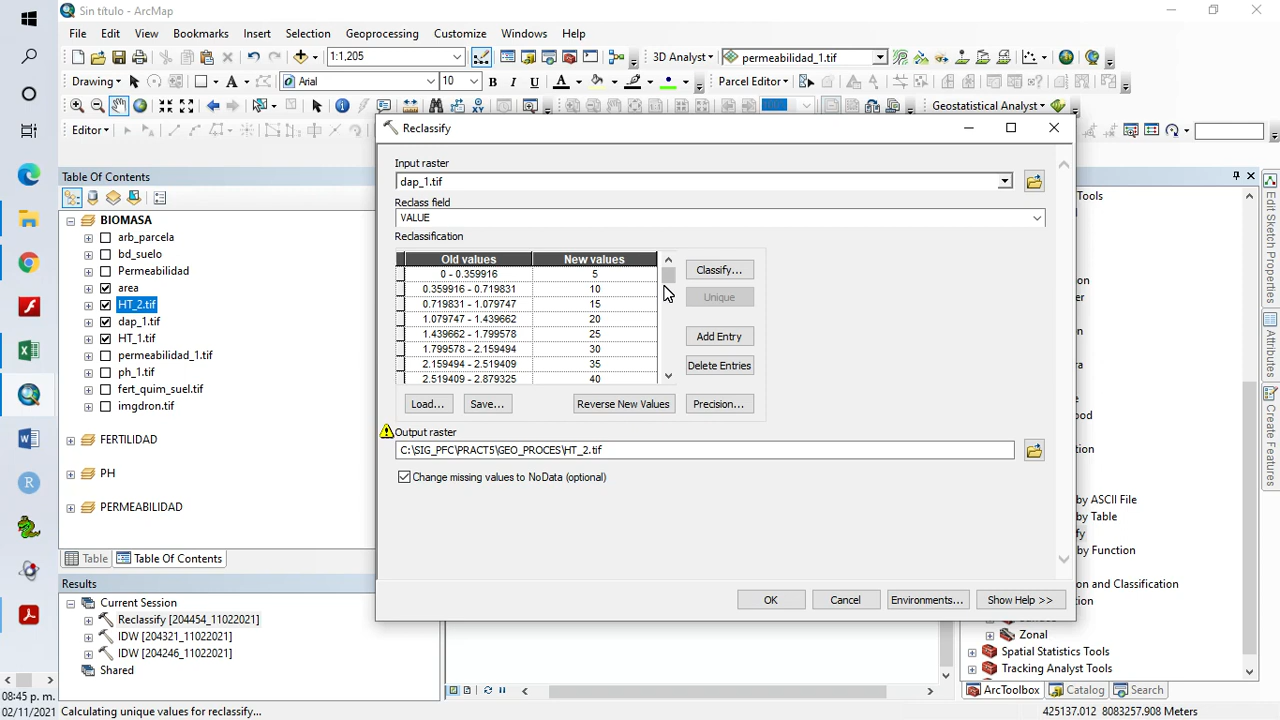 Sin título - ArcMap
File Edit View Bookmarks Insert Selection Geoprocessing Customize Windows Help
1:1.205
3D Analyst
permeabilidad_1.tif
Drawing
Arial
10
B I U A
Parcel Editor
100%
Geostatistical Analyst
Editor
Table Of Contents
BIOMASA
arb_parcela
bd_suelo
Permeabilidad
area
HT_2.tif
dap_1.tif
HT_1.tif
permeabilidad_1.tif
ph_1.tif
fert_quim_suel.tif
imgdron.tif
FERTILIDAD
PH
PERMEABILIDAD
Table
Table Of Contents
Results
Current Session
Reclassify [204454_11022021]
IDW [204321_11022021]
IDW [204246_11022021]
Shared
Reclassify
Input raster
dap_1.tif
Reclass field
VALUE
Reclassification
Old values New values
0 - 0.359916 5
0.359916 - 0.719831 10
0.719831 - 1.079747 15
1.079747 - 1.439662 20
1.439662 - 1.799578 25
1.799578 - 2.159494 30
2.159494 - 2.519409 35
2.519409 - 2.879325 40
Classify...
Unique
Add Entry
Delete Entries
Load...
Save...
Reverse New Values
Precision...
Output raster
C:\SIG_PFC\PRACT5\GEO_PROCES\HT_2.tif
Change missing values to NoData (optional)
OK
Cancel
Environments...
Show Help >>
by ASCII File
by Table
by Function
Zonal
Spatial Statistics Tools
Tracking Analyst Tools
ArcToolbox
Catalog
Search
Edit Sketch Properties
Attributes
Create Features
08:45 p. m.
02/11/2021
Calculating unique values for reclassify...
425137.012 8083257.908 Meters